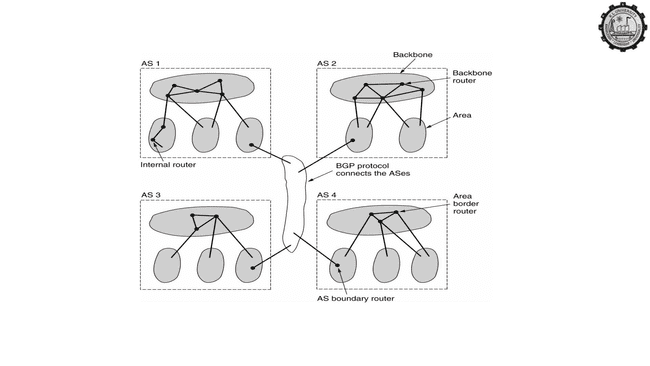 Backbone
AS 1
AS 2
Backbone
router
Area
Internal router
BGP protocol
connects the ASes
AS 3
AS 4
Area
border
router
AS boundary router